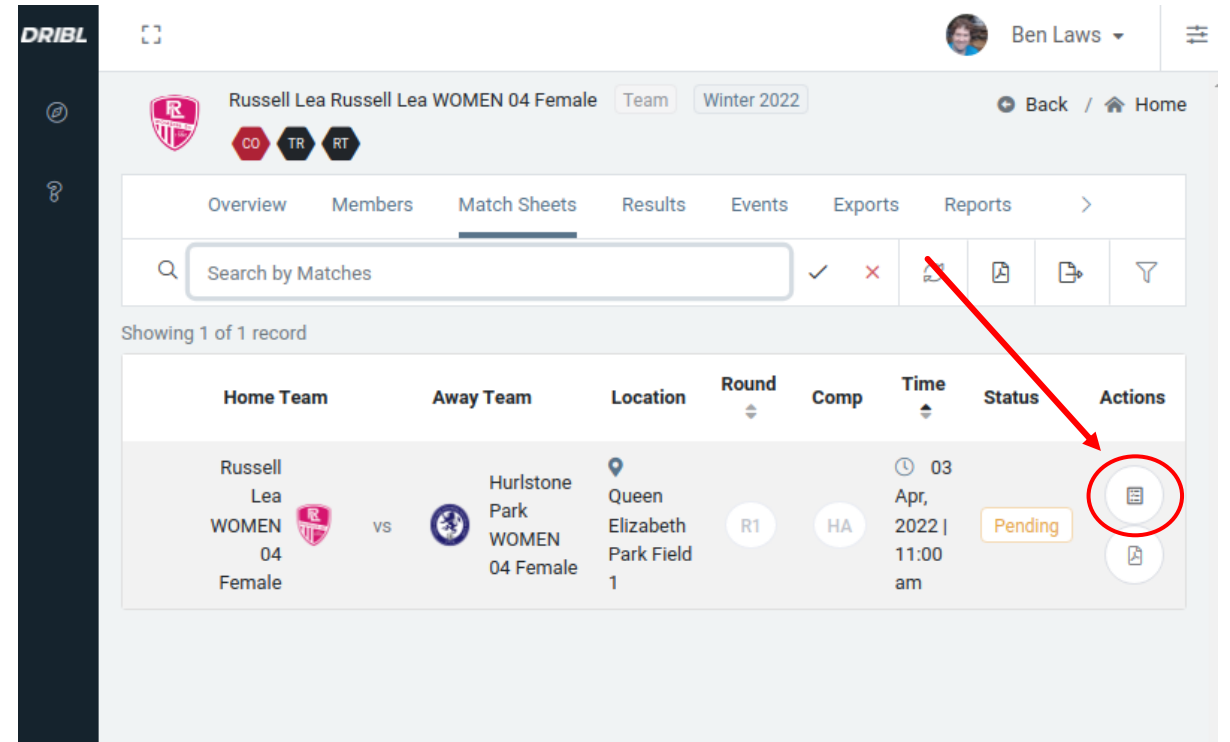 DRIBL
Ben Laws
Russell Lea Russell Lea WOMEN 04 Female Team Winter 2022
Back / Home
CO TR RT
Overview Members Match Sheets Results Events Exports Reports
Search by Matches
Showing 1 of 1 record
Home Team Away Team Location Round Comp Time Status Actions
Russell
Lea
WOMEN
04
Female
vs
Hurlstone
Park
WOMEN
04 Female
Queen
Elizabeth
Park Field
1
R1
HA
03
Apr,
2022 |
11:00
am
Pending